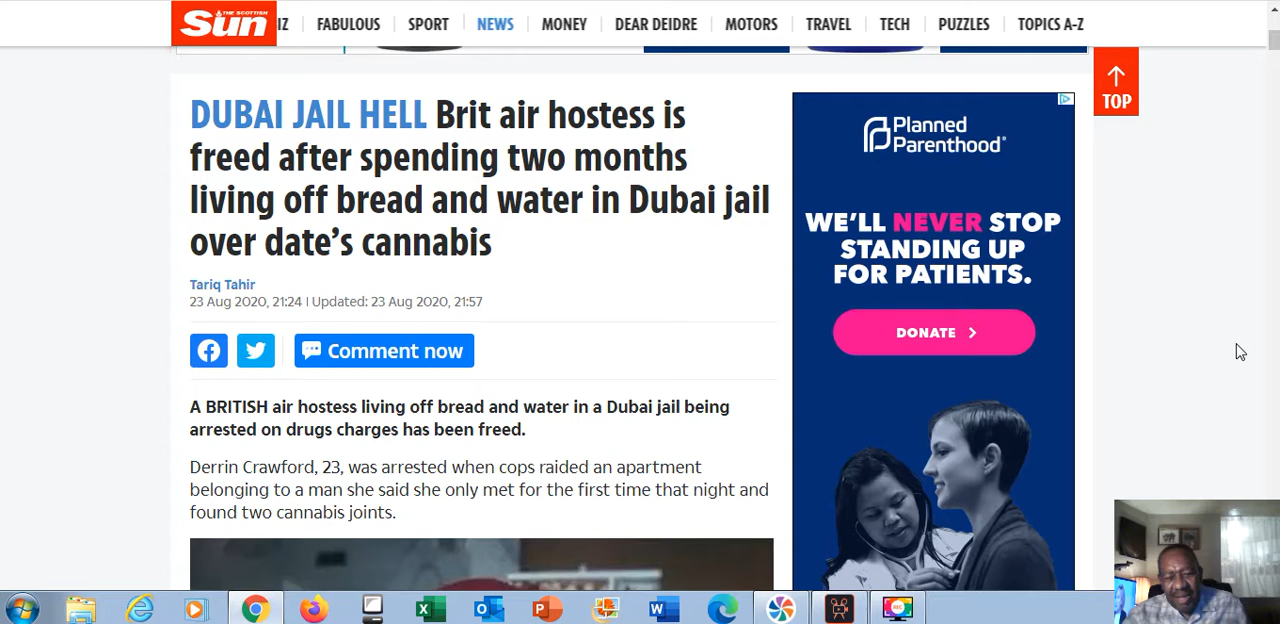 THE SCOTTISH
Sun
IZ
FABULOUS
SPORT
NEWS
MONEY
DEAR DEIDRE
MOTORS
TRAVEL
TECH
PUZZLES
TOPICS A-Z
TOP
DUBAI JAIL HELL Brit air hostess is
freed after spending two months
living off bread and water in Dubai jail
over date's cannabis
Tariq Tahir
23 Aug 2020, 21:24 | Updated: 23 Aug 2020, 21:57
Comment now
A BRITISH air hostess living off bread and water in a Dubai jail being
arrested on drugs charges has been freed.
Derrin Crawford, 23, was arrested when cops raided an apartment
belonging to a man she said she only met for the first time that night and
found two cannabis joints.
Planned
Parenthood®
WE'LL NEVER STOP
STANDING UP
FOR PATIENTS.
DONATE >
REC